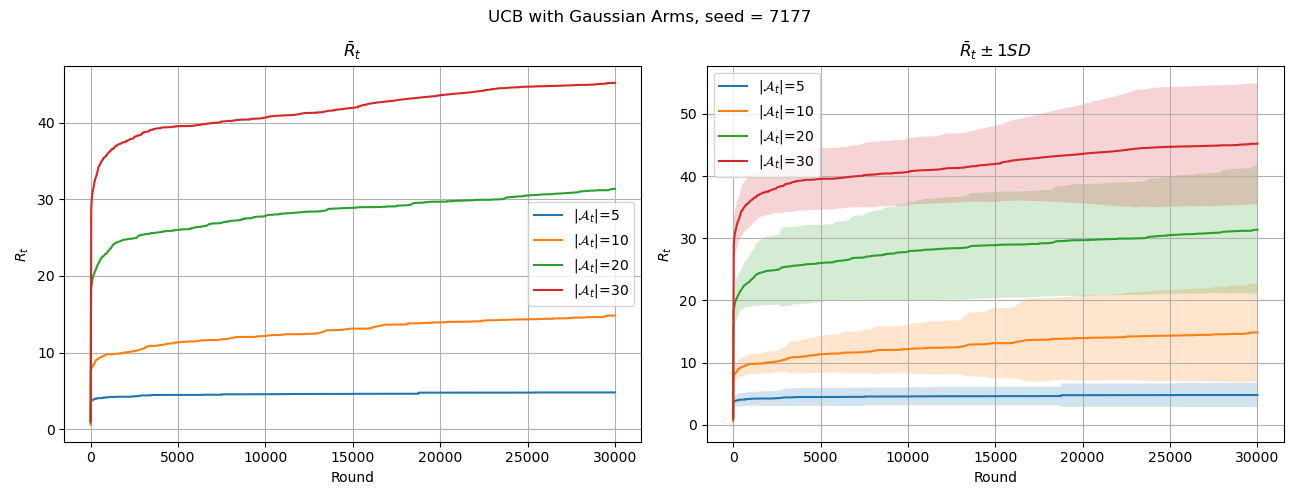 UCB with Gaussian Arms, seed = 7177
R̄ₜ
40
30
20
10
0
Rₜ
|𝒜ₜ|=5
|𝒜ₜ|=10
|𝒜ₜ|=20
|𝒜ₜ|=30
0 5000 10000 15000 20000 25000 30000
Round
R̄ₜ ± 1SD
50
40
30
20
10
0
Rₜ
|𝒜ₜ|=5
|𝒜ₜ|=10
|𝒜ₜ|=20
|𝒜ₜ|=30
0 5000 10000 15000 20000 25000 30000
Round